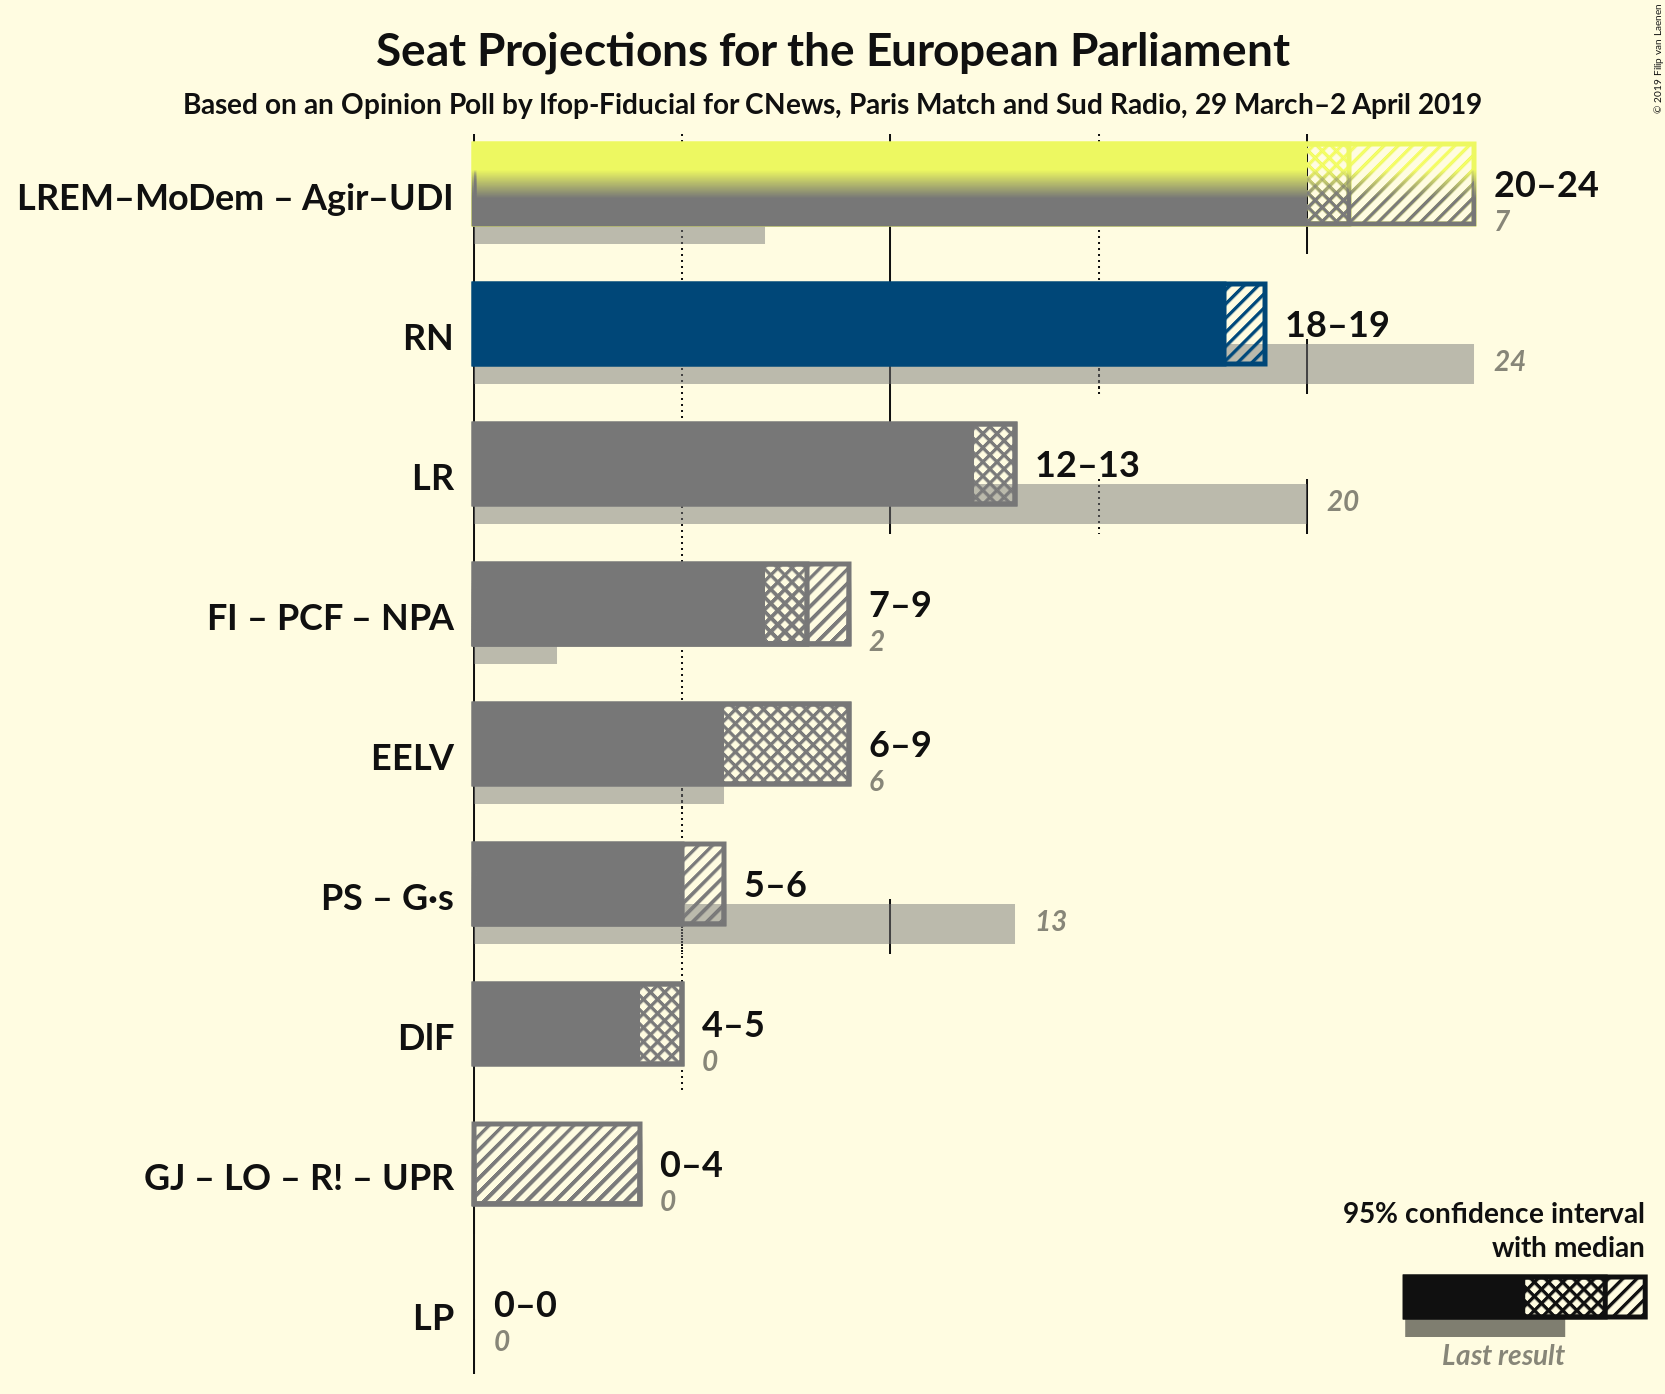 Seat Projections for the European Parliament
Based on an Opinion Poll by Ifop-Fiducial for CNews, Paris Match and Sud Radio, 29 March–2 April 2019
© 2019 Filip van Laenen
LREM–MoDem – Agir–UDI
20–24
7
RN
18–19
24
LR
12–13
20
FI – PCF – NPA
7–9
2
EELV
6–9
6
PS – G·s
5–6
13
DlF
4–5
0
GJ – LO – R! – UPR
0–4
0
LP
0–0
0
95% confidence interval
with median
Last result